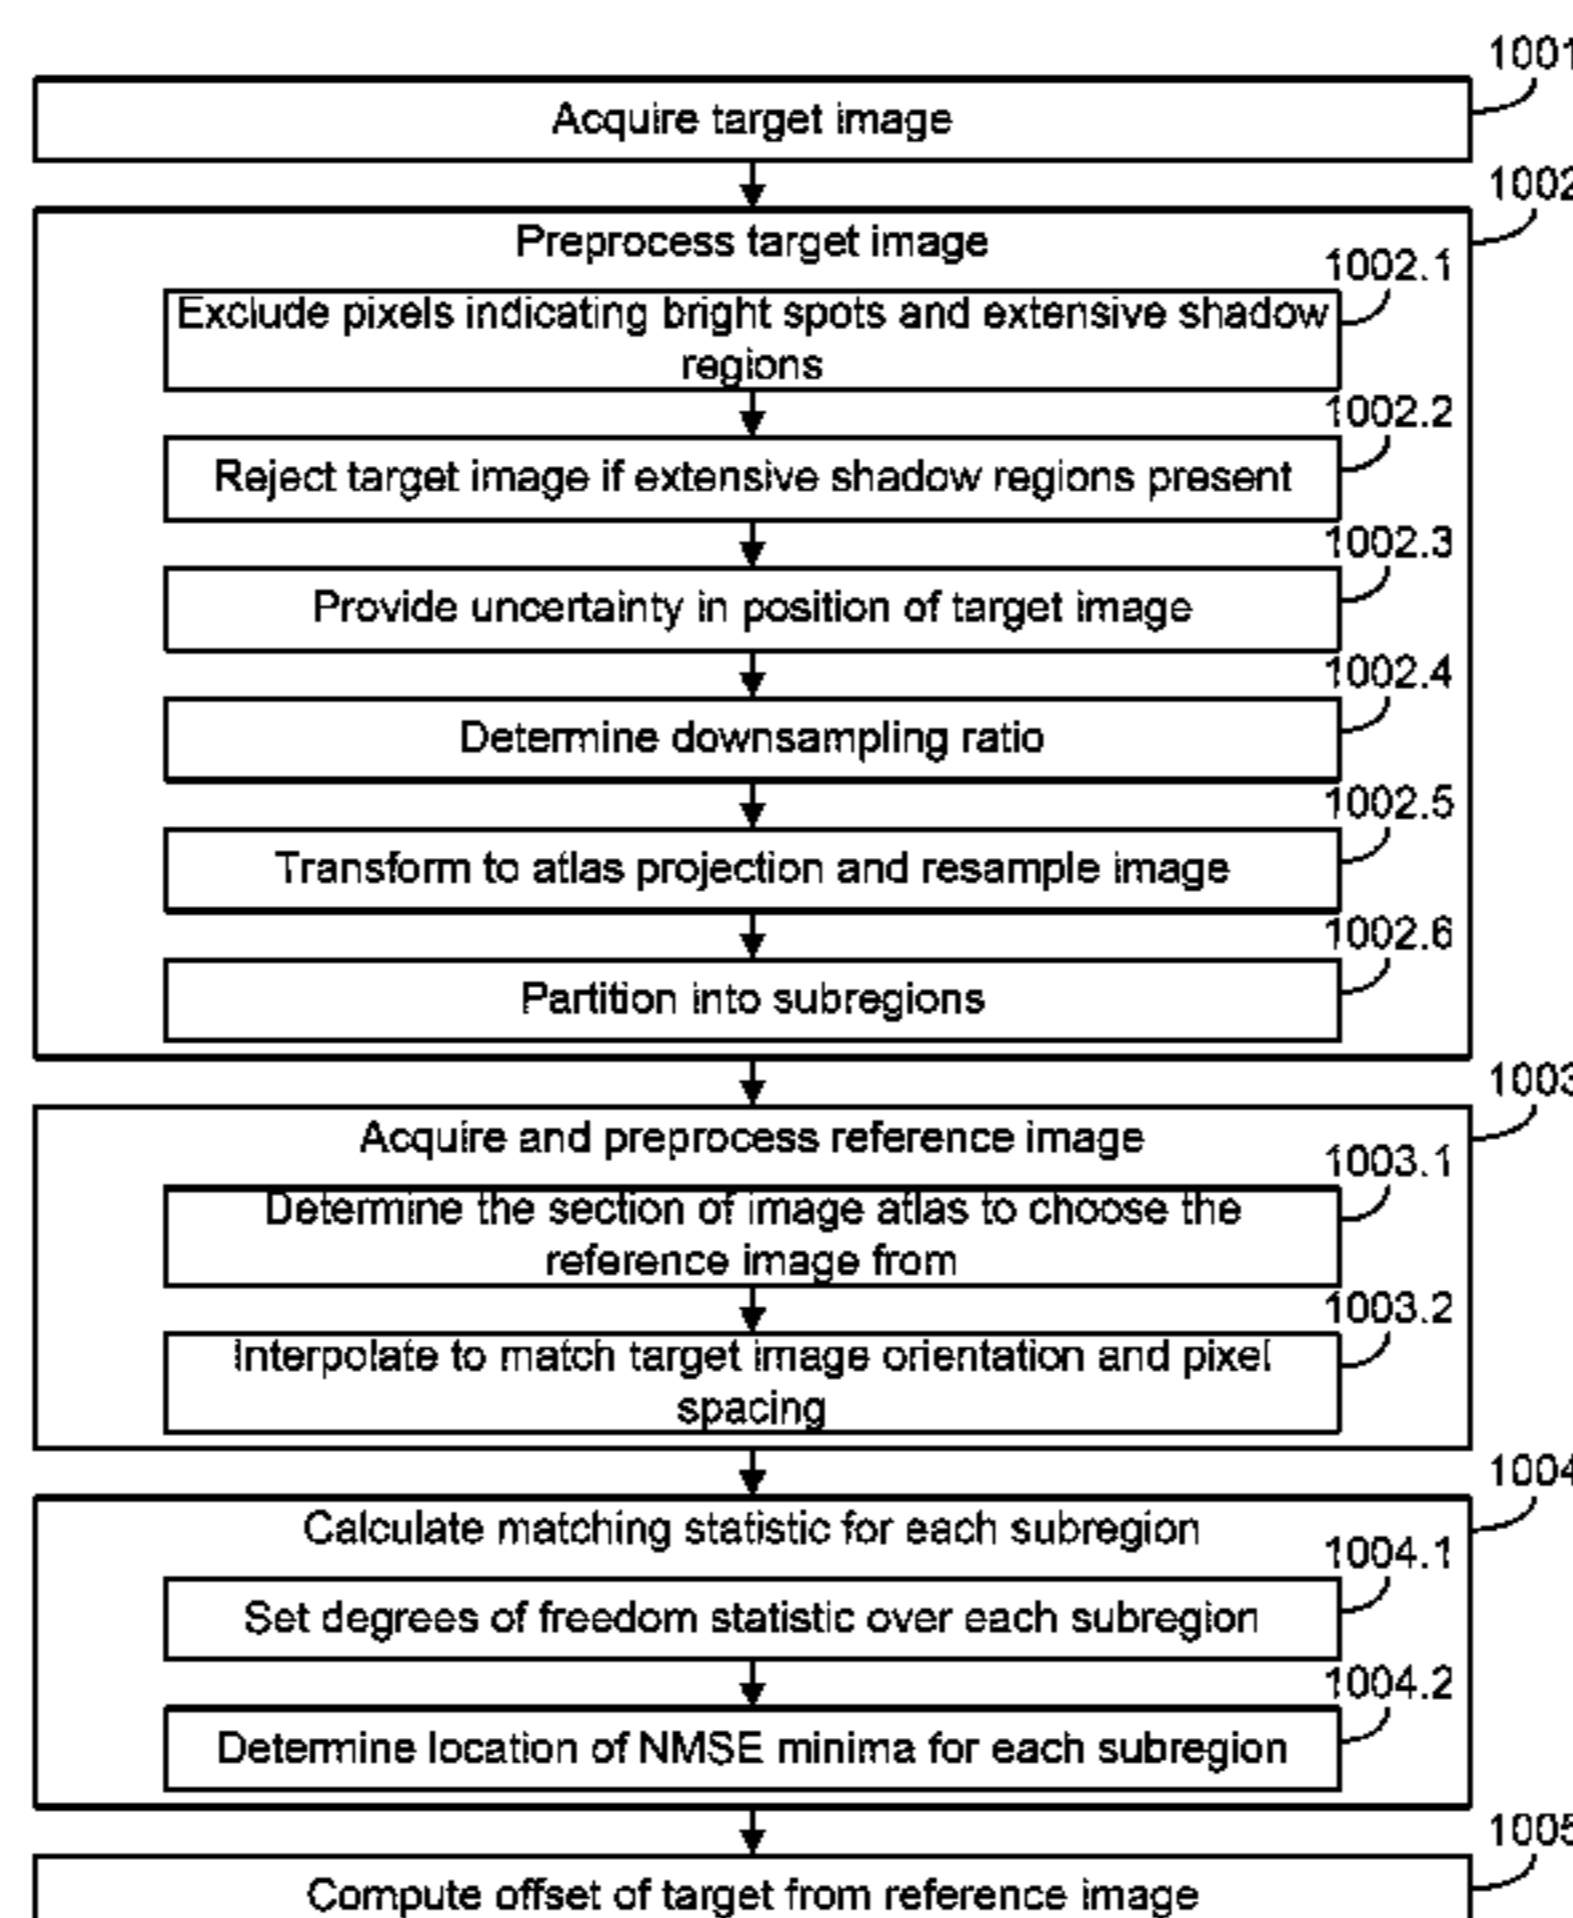 1001
Acquire target image
1002
Preprocess target image
1002.1
Exclude pixels indicating bright spots and extensive shadow
regions
1002.2
Reject target image if extensive shadow regions present
1002.3
Provide uncertainty in position of target image
1002.4
Determine downsampling ratio
1002.5
Transform to atlas projection and resample image
1002.6
Partition into subregions
1003
Acquire and preprocess reference image
1003.1
Determine the section of image atlas to choose the
reference image from
1003.2
Interpolate to match target image orientation and pixel
spacing
1004
Calculate matching statistic for each subregion
1004.1
Set degrees of freedom statistic over each subregion
1004.2
Determine location of NMSE minima for each subregion
1005
Compute offset of target from reference image